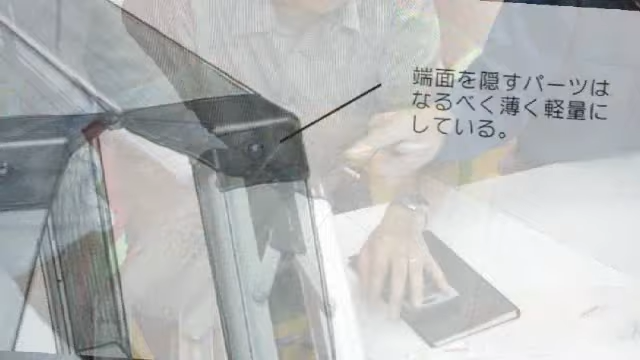 端面を隠すパーツは
なるべく薄く軽量に
している。